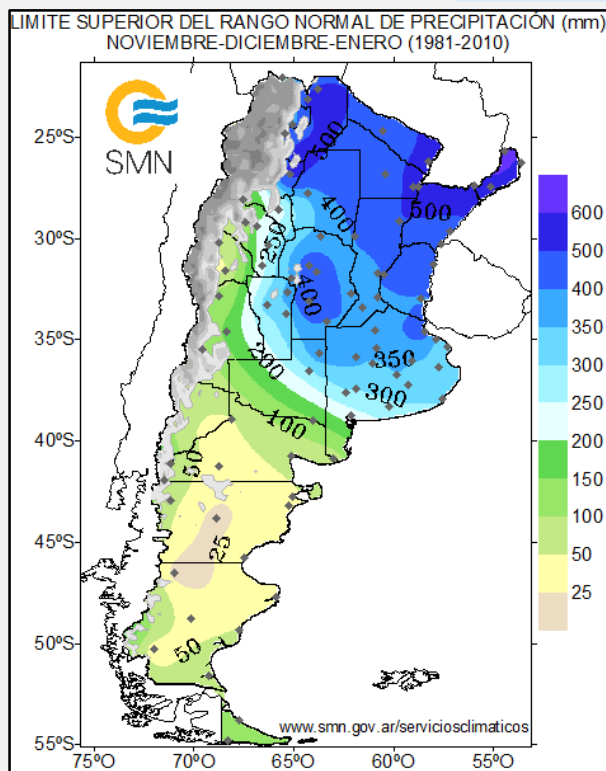 LIMITE SUPERIOR DEL RANGO NORMAL DE PRECIPITACIÓN (mm)
NOVIEMBRE-DICIEMBRE-ENERO (1981-2010)
SMN
25ºS
30ºS
35ºS
40ºS
45ºS
50ºS
55ºS
500
400
500
250
400
200
350
300
100
50
25
50
600
500
400
350
300
250
200
150
100
50
25
www.smn.gov.ar/serviciosclimaticos
75ºO
70ºO
65ºO
60ºO
55ºO